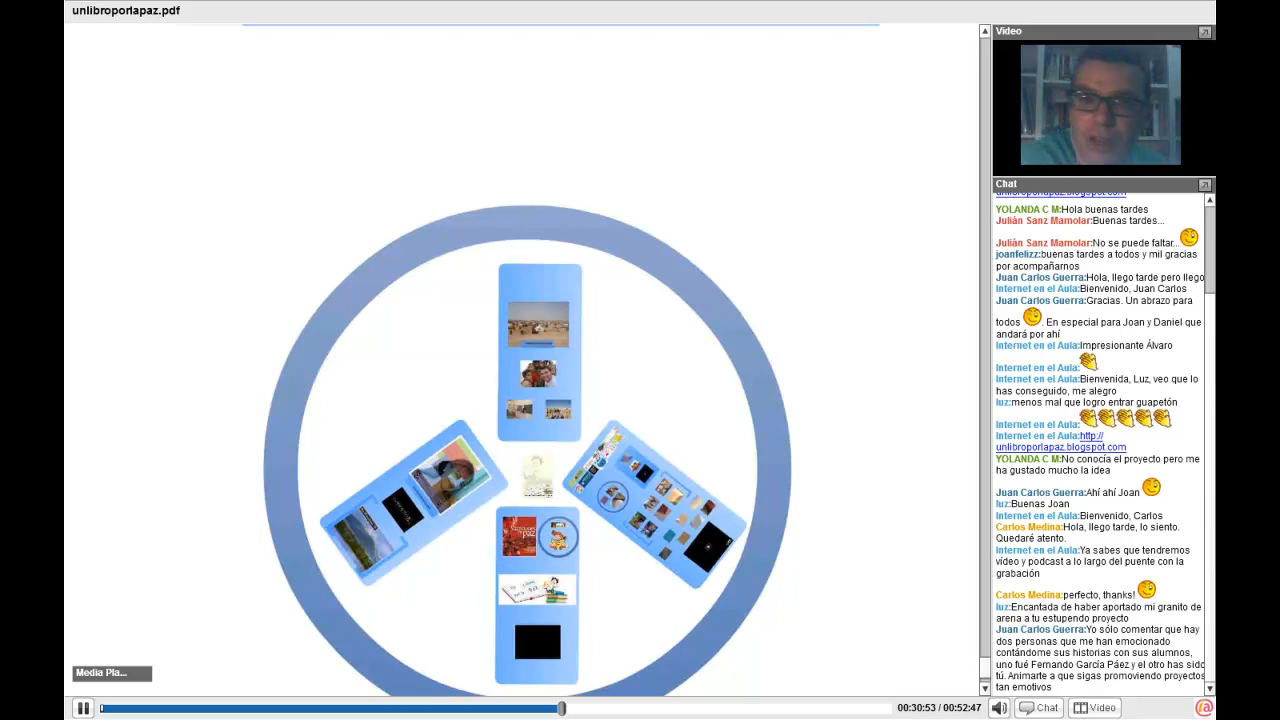 unlibroporlapaz.pdf
Video
Chat
unlibroporlapaz.blogspot.com
YOLANDA C M:Hola buenas tardes
Julián Sanz Mamolar:Buenas tardes...
Julián Sanz Mamolar:No se puede faltar...
joanfelizz:buenas tardes a todos y mil gracias
por acompañarnos
Juan Carlos Guerra:Hola, llego tarde pero llego
Internet en el Aula:Bienvenido, Juan Carlos
Juan Carlos Guerra:Gracias. Un abrazo para
todos . En especial para Joan y Daniel que
andará por ahí
Internet en el Aula:Impresionante Álvaro
Internet en el Aula:
Internet en el Aula:Bienvenida, Luz, veo que lo
has conseguido, me alegro
luz:menos mal que logro entrar guapetón
Internet en el Aula:
Internet en el Aula:http://
unlibroporlapaz.blogspot.com
YOLANDA C M:No conocía el proyecto pero me
ha gustado mucho la idea
Juan Carlos Guerra:Ahí ahí Joan
luz:Buenas Joan
Internet en el Aula:Bienvenido, Carlos
Carlos Medina:Hola, llego tarde, lo siento.
Quedaré atento.
Internet en el Aula:Ya sabes que tendremos
vídeo y podcast a lo largo del puente con la
grabación
Carlos Medina:perfecto, thanks!
luz:Encantada de haber aportado mi granito de
arena a tu estupendo proyecto
Juan Carlos Guerra:Yo sólo comentar que hay
dos personas que me han emocionado
contándome sus historias con sus alumnos,
uno fué Fernando García Páez y el otro has sido
tú. Animarte a que sigas promoviendo proyectos
tan emotivos
Media Pla...
00:30:53 / 00:52:47
Chat
Video